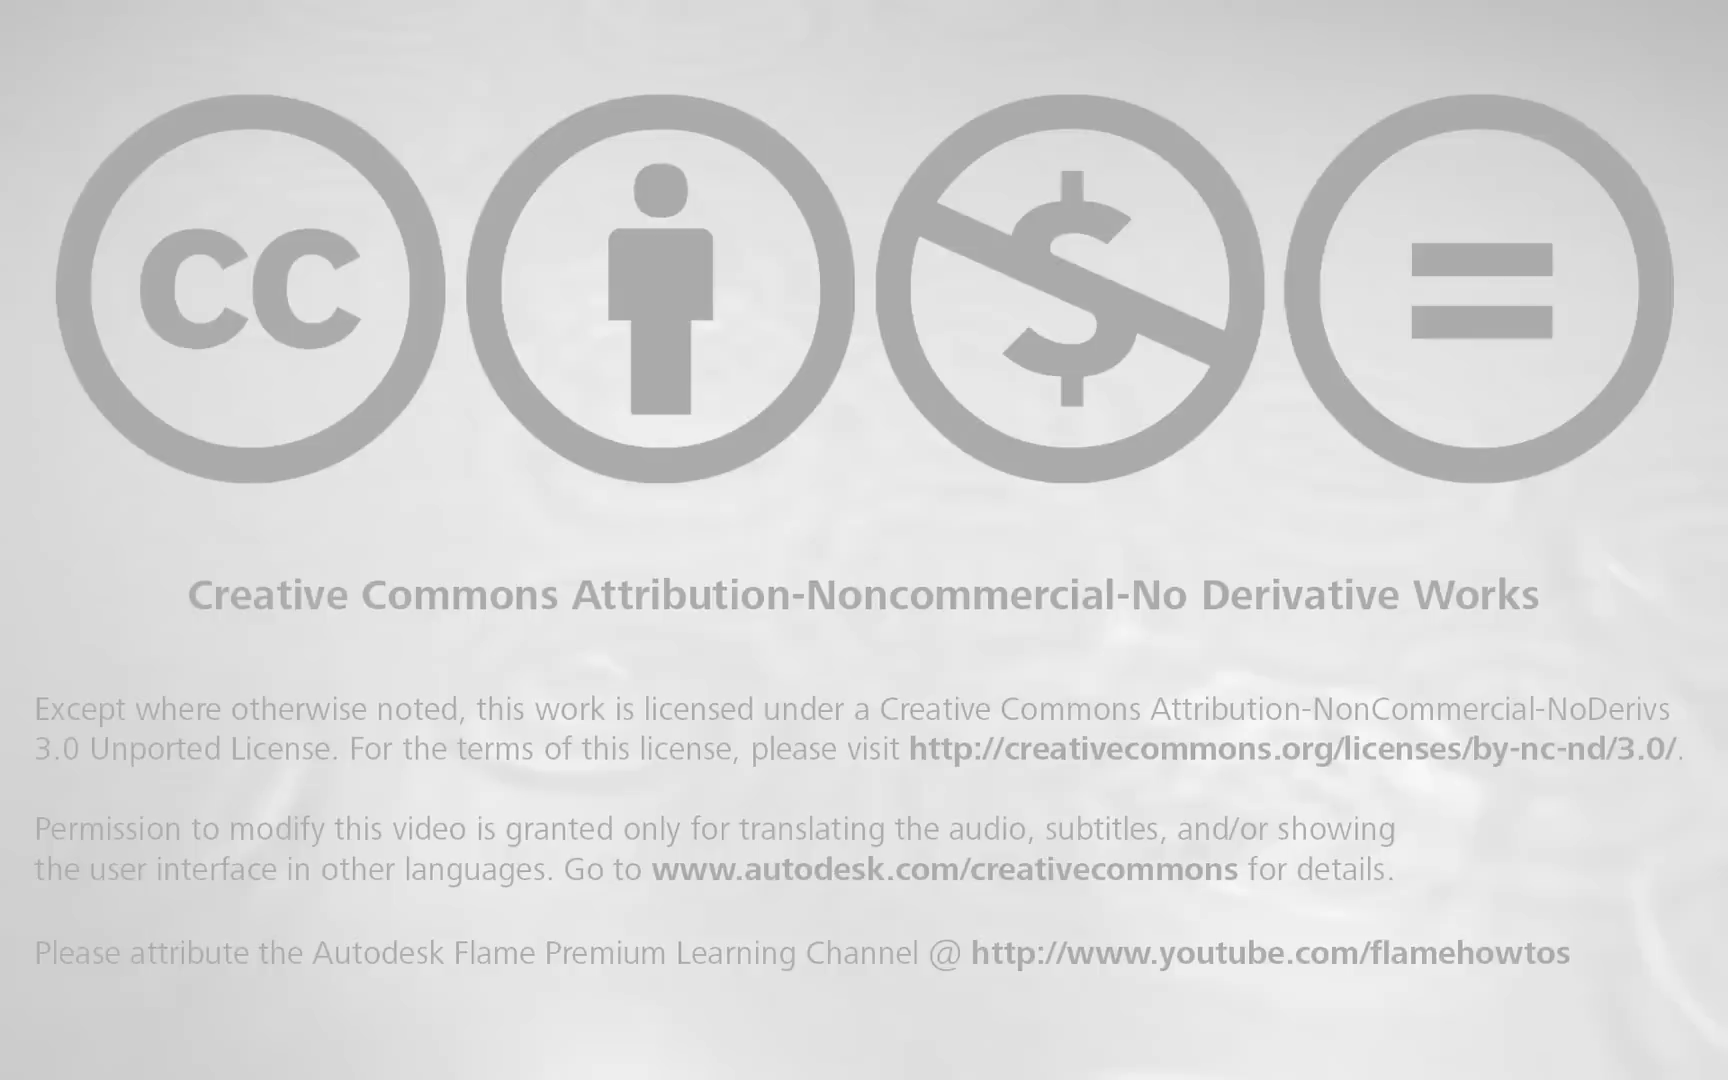 cc
$
=
Creative Commons Attribution-Noncommercial-No Derivative Works
Except where otherwise noted, this work is licensed under a Creative Commons Attribution-NonCommercial-NoDerivs
3.0 Unported License. For the terms of this license, please visit http://creativecommons.org/licenses/by-nc-nd/3.0/.
Permission to modify this video is granted only for translating the audio, subtitles, and/or showing
the user interface in other languages. Go to www.autodesk.com/creativecommons for details.
Please attribute the Autodesk Flame Premium Learning Channel @ http://www.youtube.com/flamehowtos